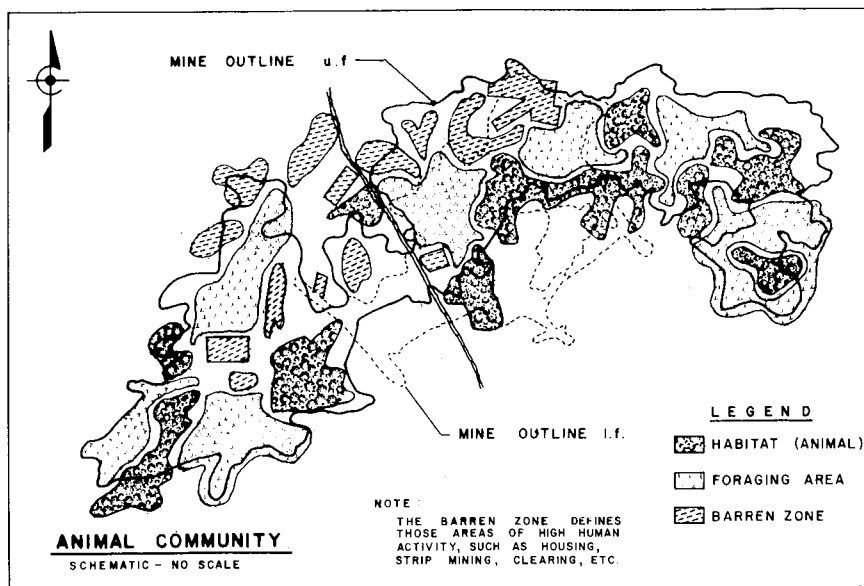 MINE OUTLINE u.f
MINE OUTLINE l.f.
LEGEND
HABITAT (ANIMAL)
FORAGING AREA
BARREN ZONE
NOTE:
THE BARREN ZONE DEFINES
THOSE AREAS OF HIGH HUMAN
ACTIVITY, SUCH AS HOUSING,
STRIP MINING, CLEARING, ETC.
ANIMAL COMMUNITY
SCHEMATIC - NO SCALE